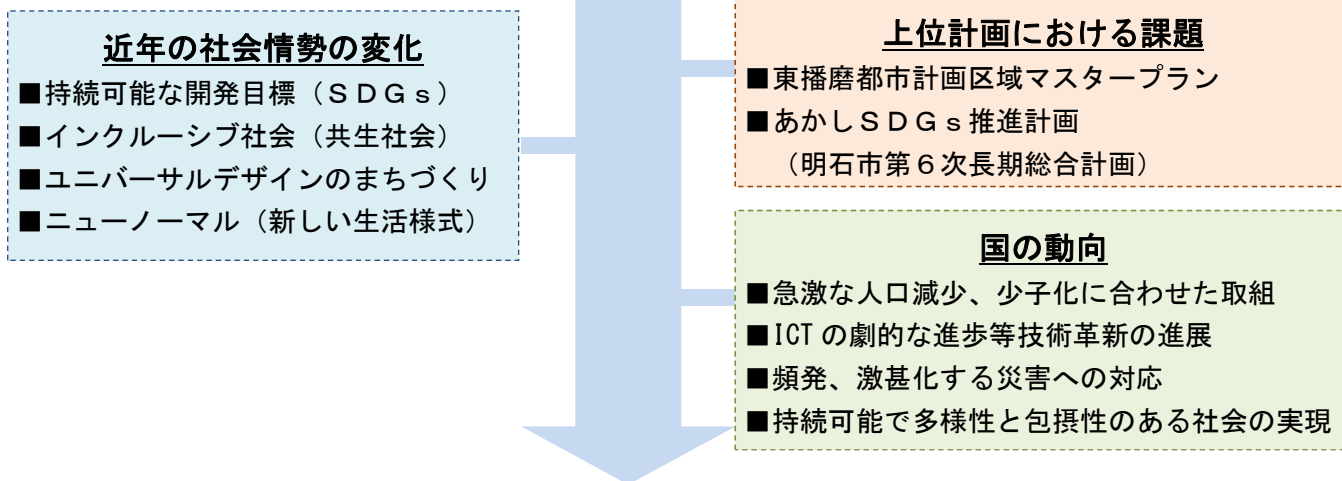 近年の社会情勢の変化
■持続可能な開発目標（ＳＤＧｓ）
■インクルーシブ社会（共生社会）
■ユニバーサルデザインのまちづくり
■ニューノーマル（新しい生活様式）
上位計画における課題
■東播磨都市計画区域マスタープラン
■あかしＳＤＧｓ推進計画
（明石市第６次長期総合計画）
国の動向
■急激な人口減少、少子化に合わせた取組
■ICTの劇的な進歩等技術革新の進展
■頻発、激甚化する災害への対応
■持続可能で多様性と包摂性のある社会の実現